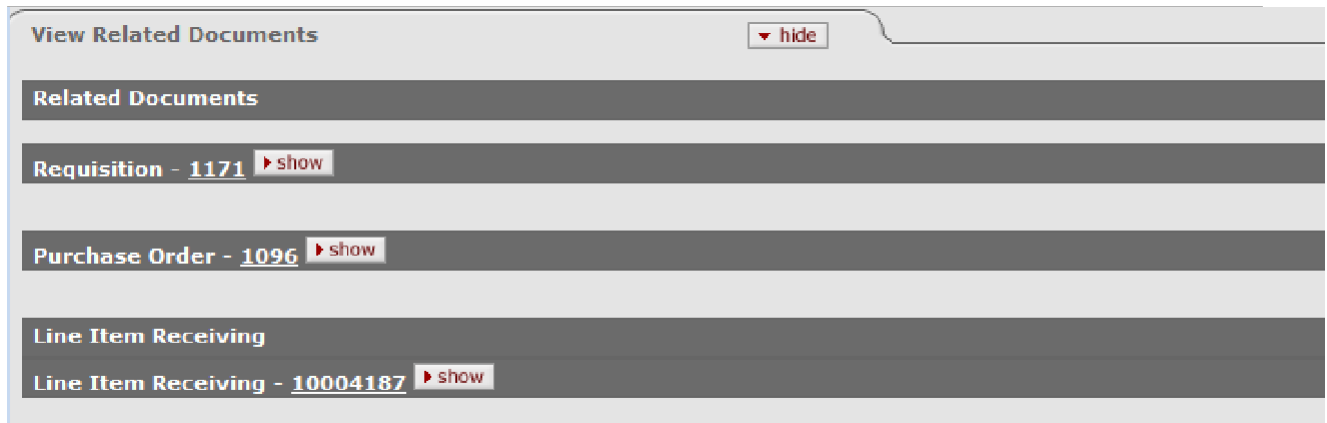 View Related Documents hide
Related Documents
Requisition - 1171 show
Purchase Order - 1096 show
Line Item Receiving
Line Item Receiving - 10004187 show